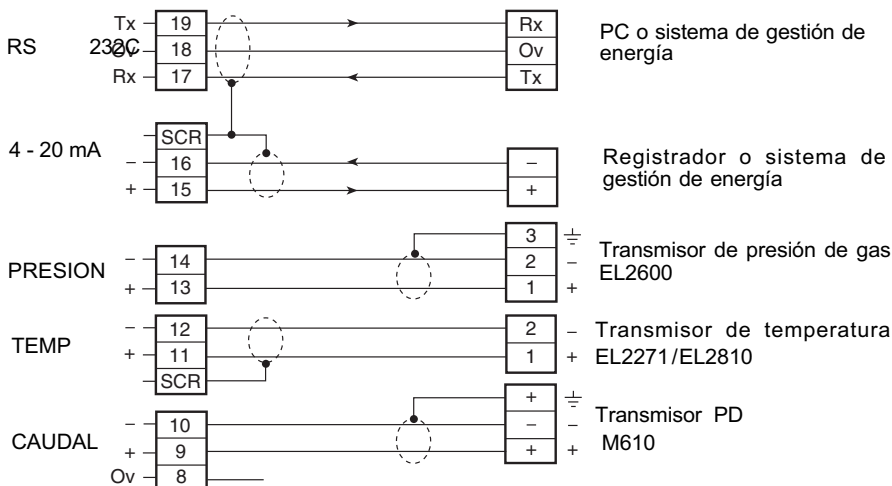 Tx 19 Rx
RS 232C Ov 18 Ov
Rx 17 Tx
PC o sistema de gestión de
energía
SCR
4 - 20 mA
– 16 –
+ 15 +
Registrador o sistema de
gestión de energía
3
PRESION
– 14 2 –
+ 13 1 +
Transmisor de presión de gas
EL2600
TEMP
– 12 2 –
+ 11 1 +
SCR
Transmisor de temperatura
EL2271/EL2810
+
CAUDAL
– 10 – –
+ 9 + +
Ov 8
Transmisor PD
M610